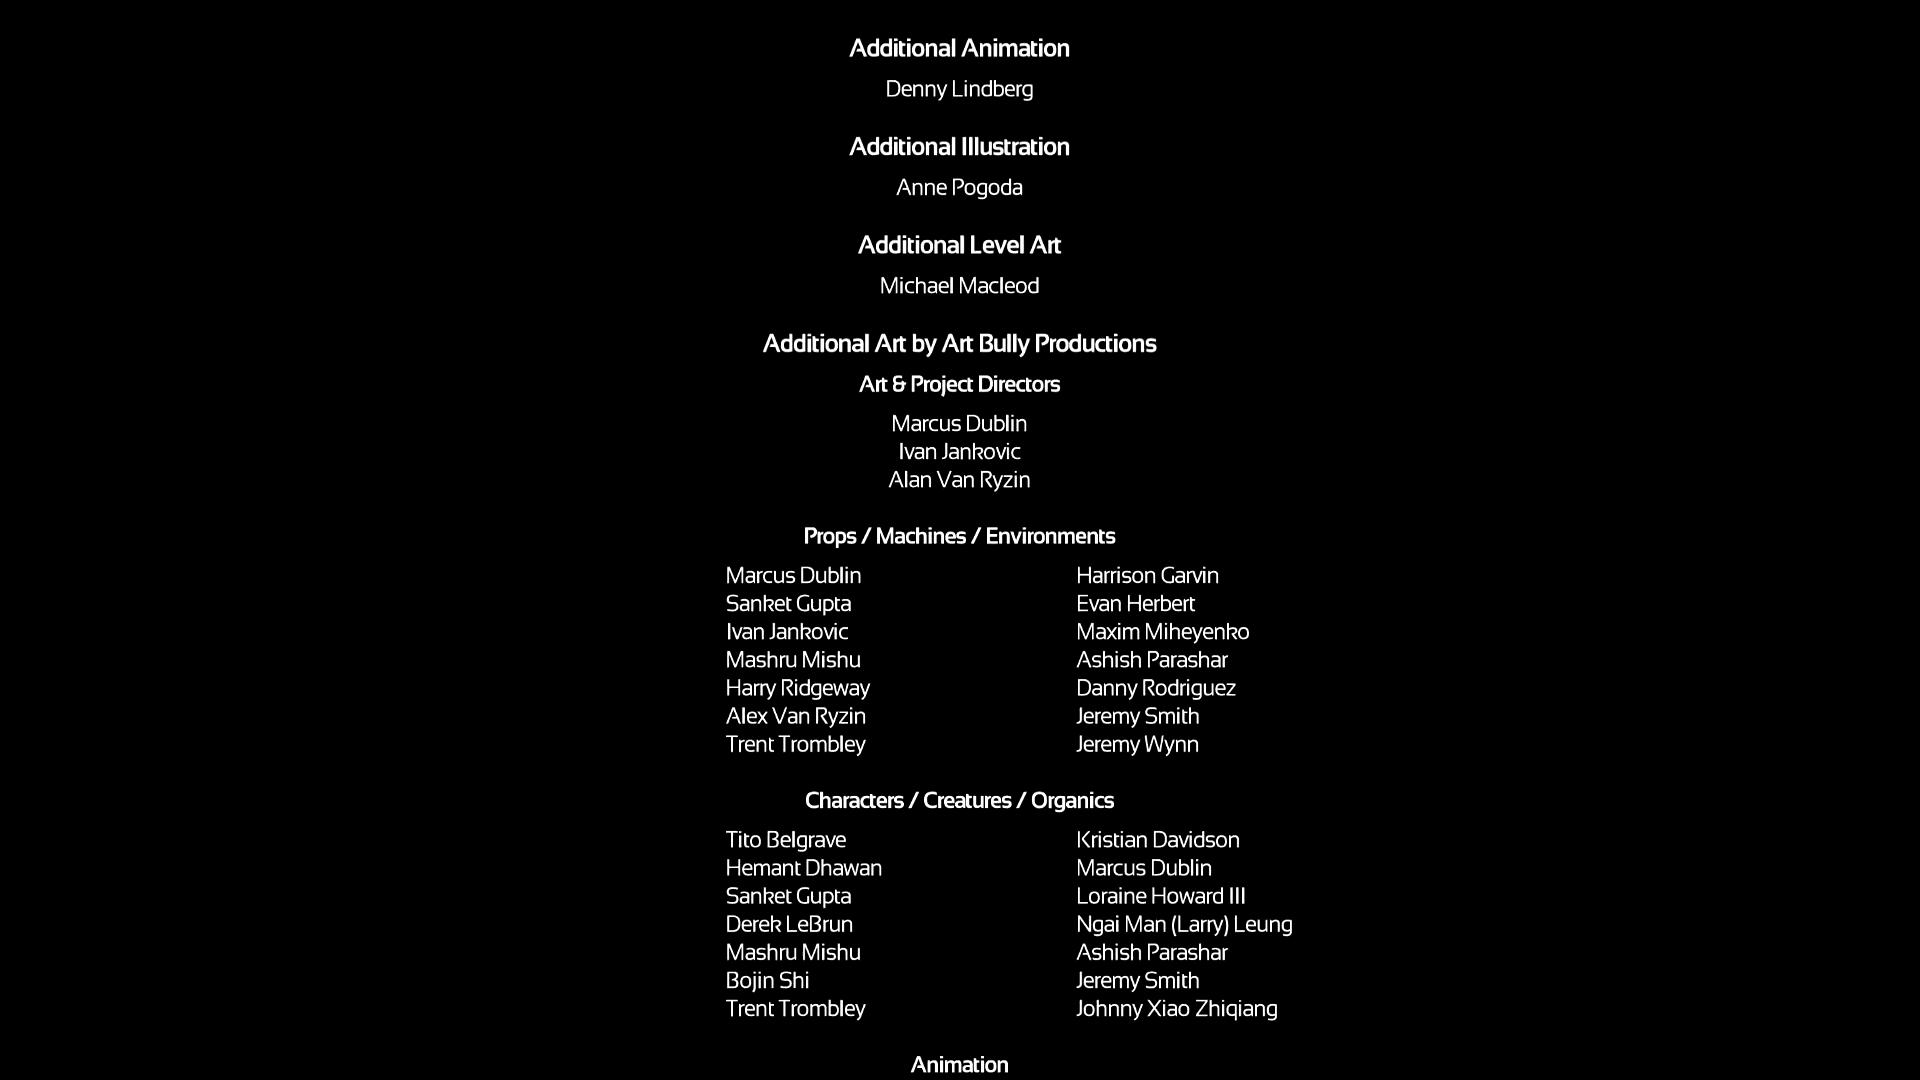 Additional Animation
Denny Lindberg
Additional Illustration
Anne Pogoda
Additional Level Art
Michael Macleod
Additional Art by Art Bully Productions
Art & Project Directors
Marcus Dublin
Ivan Jankovic
Alan Van Ryzin
Props / Machines / Environments
Marcus Dublin
Sanket Gupta
Ivan Jankovic
Mashru Mishu
Harry Ridgeway
Alex Van Ryzin
Trent Trombley
Harrison Garvin
Evan Herbert
Maxim Miheyenko
Ashish Parashar
Danny Rodriguez
Jeremy Smith
Jeremy Wynn
Characters / Creatures / Organics
Tito Belgrave
Hemant Dhawan
Sanket Gupta
Derek LeBrun
Mashru Mishu
Bojin Shi
Trent Trombley
Kristian Davidson
Marcus Dublin
Loraine Howard III
Ngai Man (Larry) Leung
Ashish Parashar
Jeremy Smith
Johnny Xiao Zhiqiang
Animation